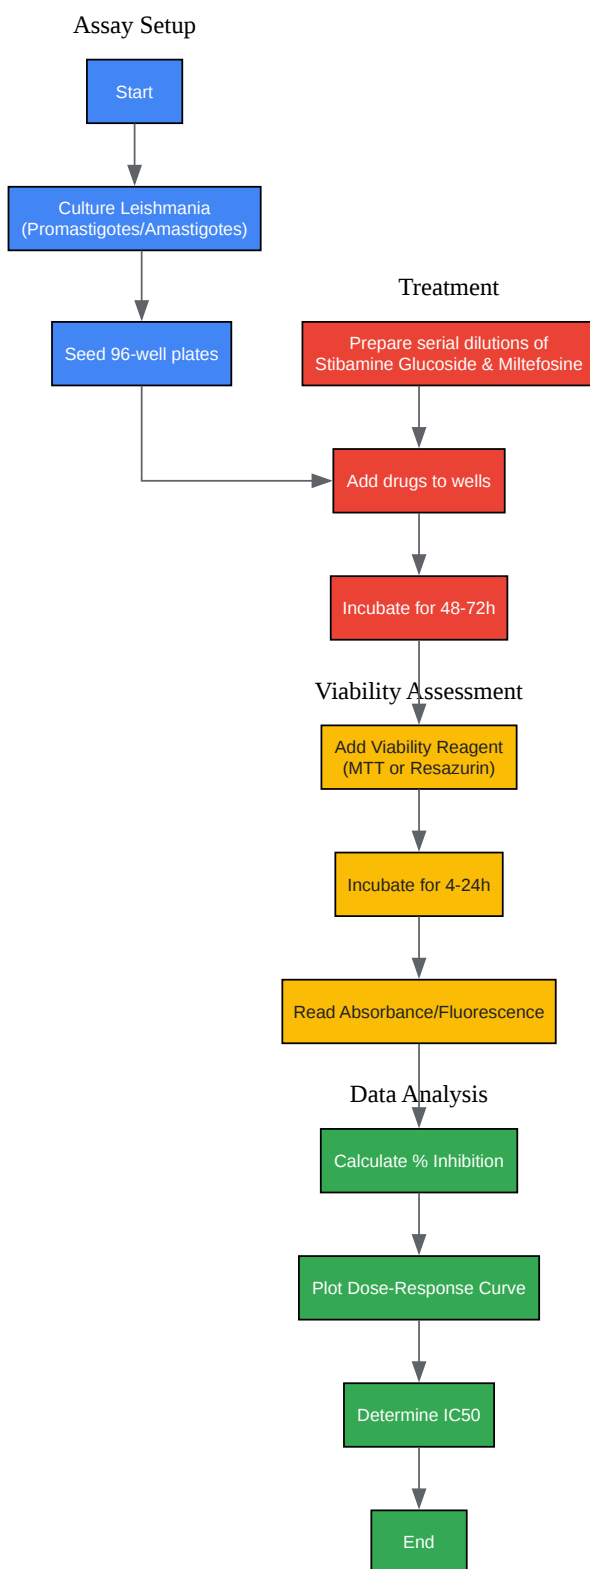 Assay Setup
Start
Culture Leishmania
(Promastigotes/Amastigotes)
Seed 96-well plates
Treatment
Prepare serial dilutions of
Stibamine Glucoside & Miltefosine
Add drugs to wells
Incubate for 48-72h
Viability Assessment
Add Viability Reagent
(MTT or Resazurin)
Incubate for 4-24h
Read Absorbance/Fluorescence
Data Analysis
Calculate % Inhibition
Plot Dose-Response Curve
Determine IC50
End